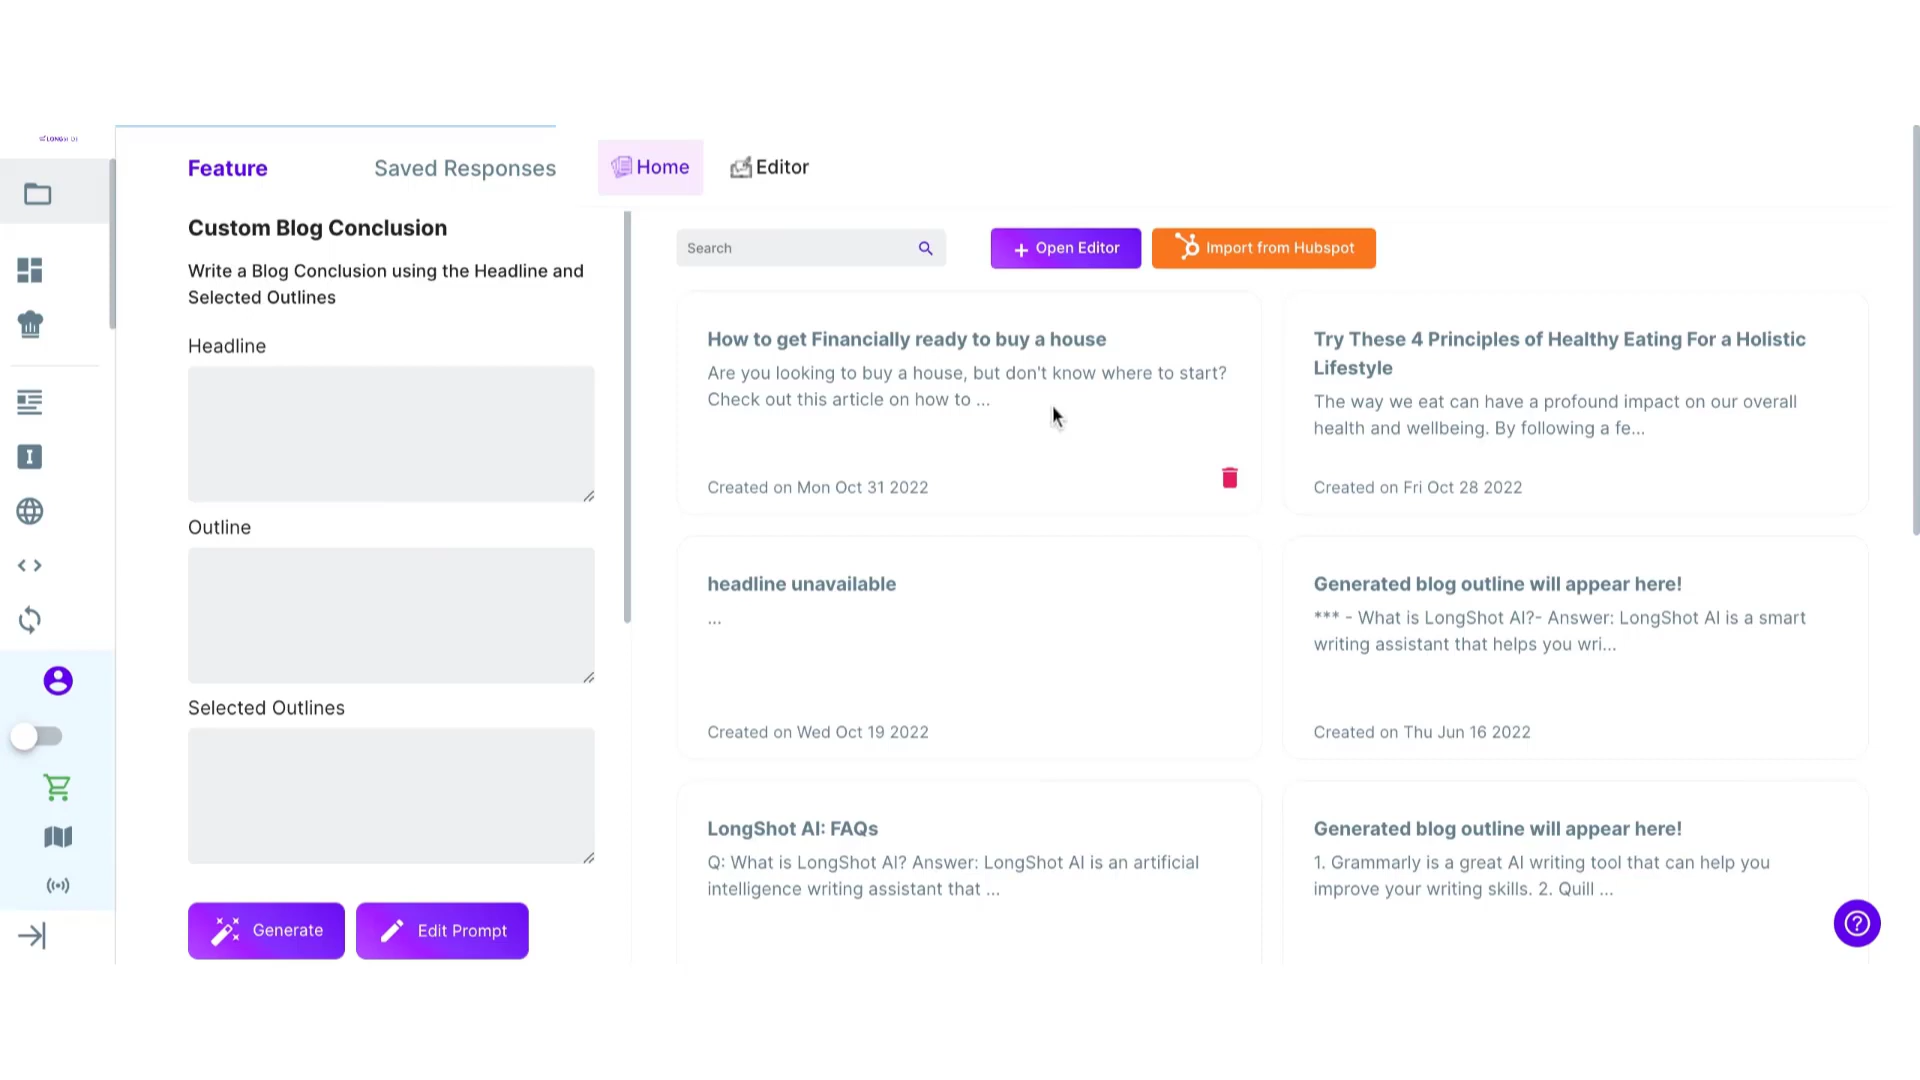 Feature
Saved Responses
Home
Editor
Custom Blog Conclusion
Write a Blog Conclusion using the Headline and
Selected Outlines
Headline
Outline
Selected Outlines
Generate
Edit Prompt
Search
+ Open Editor
Import from Hubspot
How to get Financially ready to buy a house
Are you looking to buy a house, but don't know where to start?
Check out this article on how to ...
Created on Mon Oct 31 2022
Try These 4 Principles of Healthy Eating For a Holistic
Lifestyle
The way we eat can have a profound impact on our overall
health and wellbeing. By following a fe...
Created on Fri Oct 28 2022
headline unavailable
...
Created on Wed Oct 19 2022
Generated blog outline will appear here!
*** - What is LongShot AI?- Answer: LongShot AI is a smart
writing assistant that helps you wri...
Created on Thu Jun 16 2022
LongShot AI: FAQs
Q: What is LongShot AI? Answer: LongShot AI is an artificial
intelligence writing assistant that ...
Generated blog outline will appear here!
1. Grammarly is a great AI writing tool that can help you
improve your writing skills. 2. Quill ...